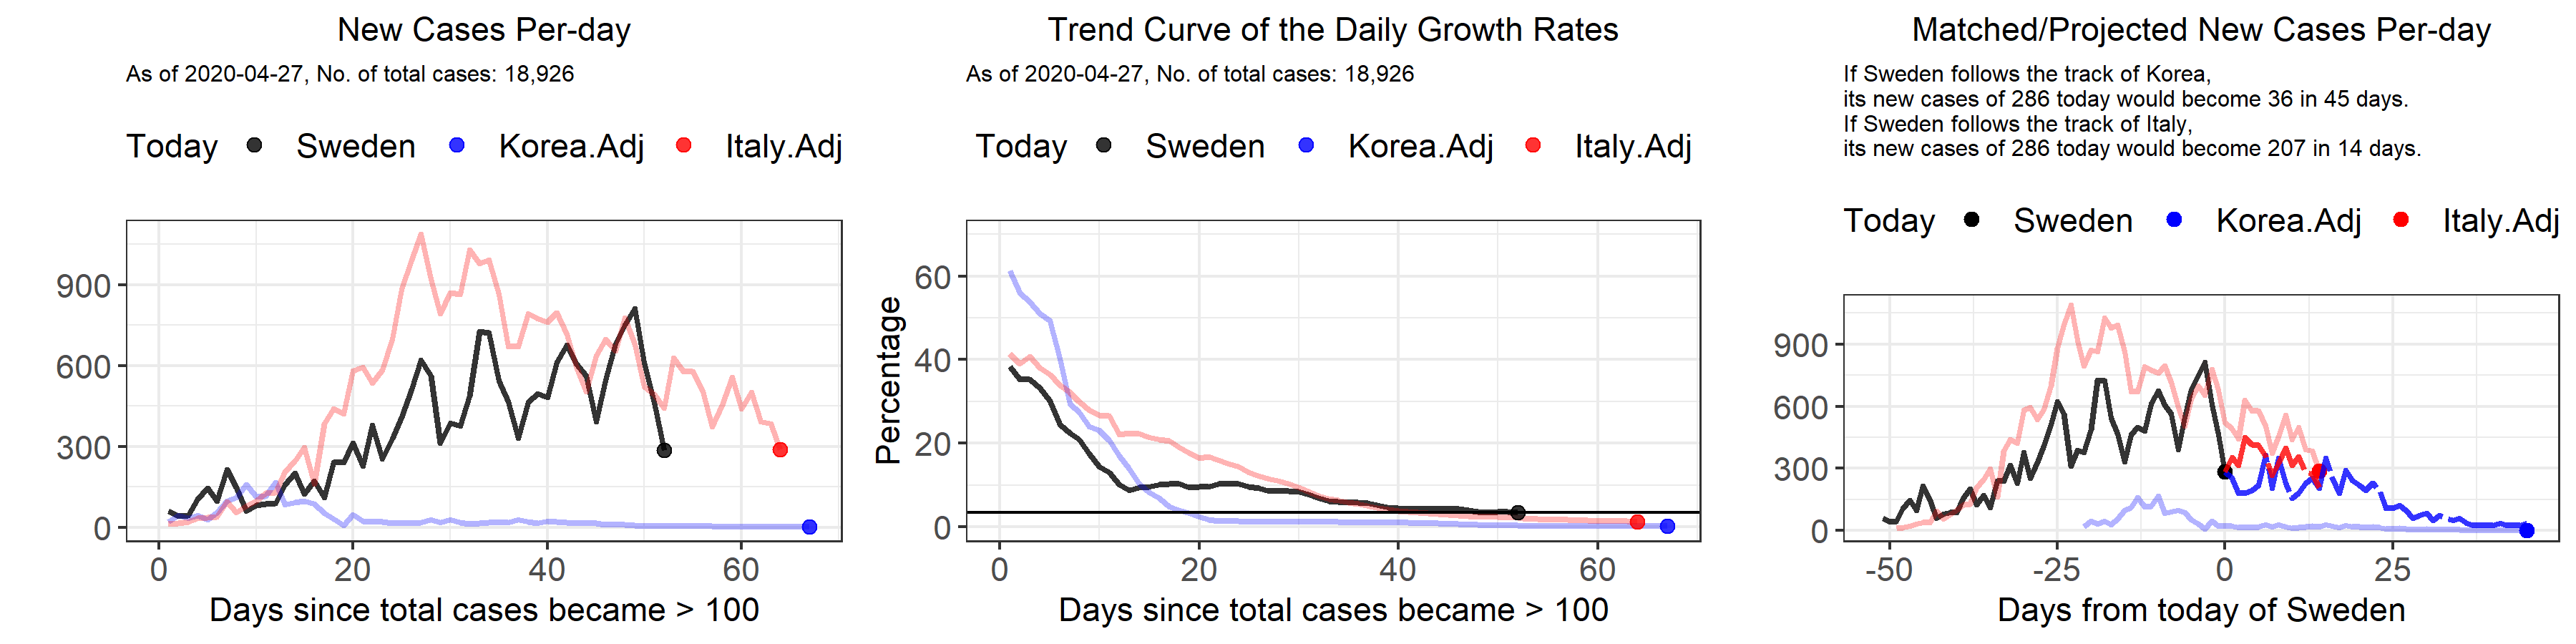 New Cases Per-day
As of 2020-04-27, No. of total cases: 18,926
Today Sweden Korea.Adj Italy.Adj
900
600
300
0
0 20 40 60
Days since total cases became > 100
Trend Curve of the Daily Growth Rates
As of 2020-04-27, No. of total cases: 18,926
Today Sweden Korea.Adj Italy.Adj
Percentage
60
40
20
0
0 20 40 60
Days since total cases became > 100
Matched/Projected New Cases Per-day
If Sweden follows the track of Korea,
its new cases of 286 today would become 36 in 45 days.
If Sweden follows the track of Italy,
its new cases of 286 today would become 207 in 14 days.
Today Sweden Korea.Adj Italy.Adj
900
600
300
0
-50 -25 0 25
Days from today of Sweden